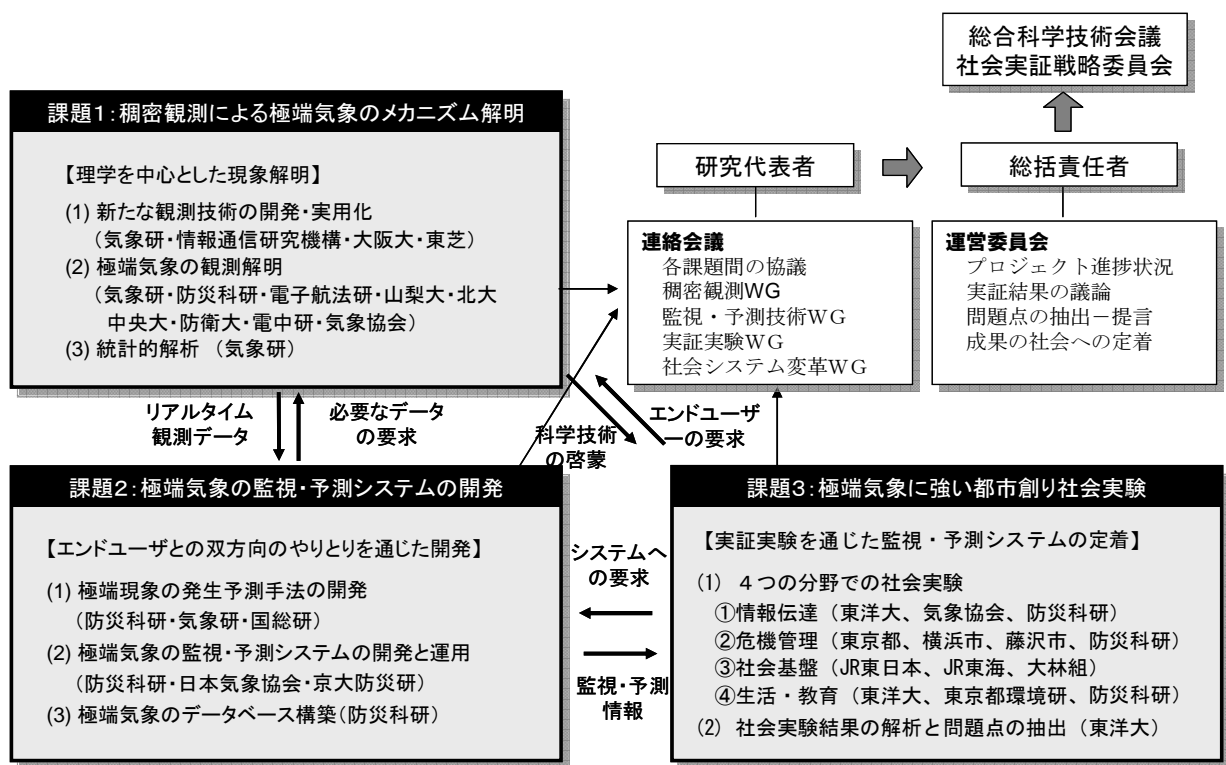 総合科学技術会議
社会実証戦略委員会
課題1：稠密観測による極端気象のメカニズム解明
【理学を中心とした現象解明】
(1) 新たな観測技術の開発・実用化
（気象研・情報通信研究機構・大阪大・東芝）
(2) 極端気象の観測解明
（気象研・防災科研・電子航法研・山梨大・北大
中央大・防衛大・電中研・気象協会）
(3) 統計的解析 （気象研）
研究代表者
総括責任者
連絡会議
各課題間の協議
稠密観測WG
監視・予測技術WG
実証実験WG
社会システム変革WG
運営委員会
プロジェクト進捗状況
実証結果の議論
問題点の抽出－提言
成果の社会への定着
リアルタイム
観測データ
必要なデータ
の要求
科学技術
の啓蒙
エンドユーザ
ーの要求
課題2：極端気象の監視・予測システムの開発
【エンドユーザとの双方向のやりとりを通じた開発】
(1) 極端現象の発生予測手法の開発
（防災科研・気象研・国総研）
(2) 極端気象の監視・予測システムの開発と運用
（防災科研・日本気象協会・京大防災研）
(3) 極端気象のデータベース構築（防災科研）
システムへ
の要求
監視・予測
情報
課題3：極端気象に強い都市創り社会実験
【実証実験を通じた監視・予測システムの定着】
(1) ４つの分野での社会実験
①情報伝達（東洋大、気象協会、防災科研）
②危機管理（東京都、横浜市、藤沢市、防災科研）
③社会基盤（JR東日本、JR東海、大林組）
④生活・教育（東洋大、東京都環境研、防災科研）
(2) 社会実験結果の解析と問題点の抽出（東洋大）